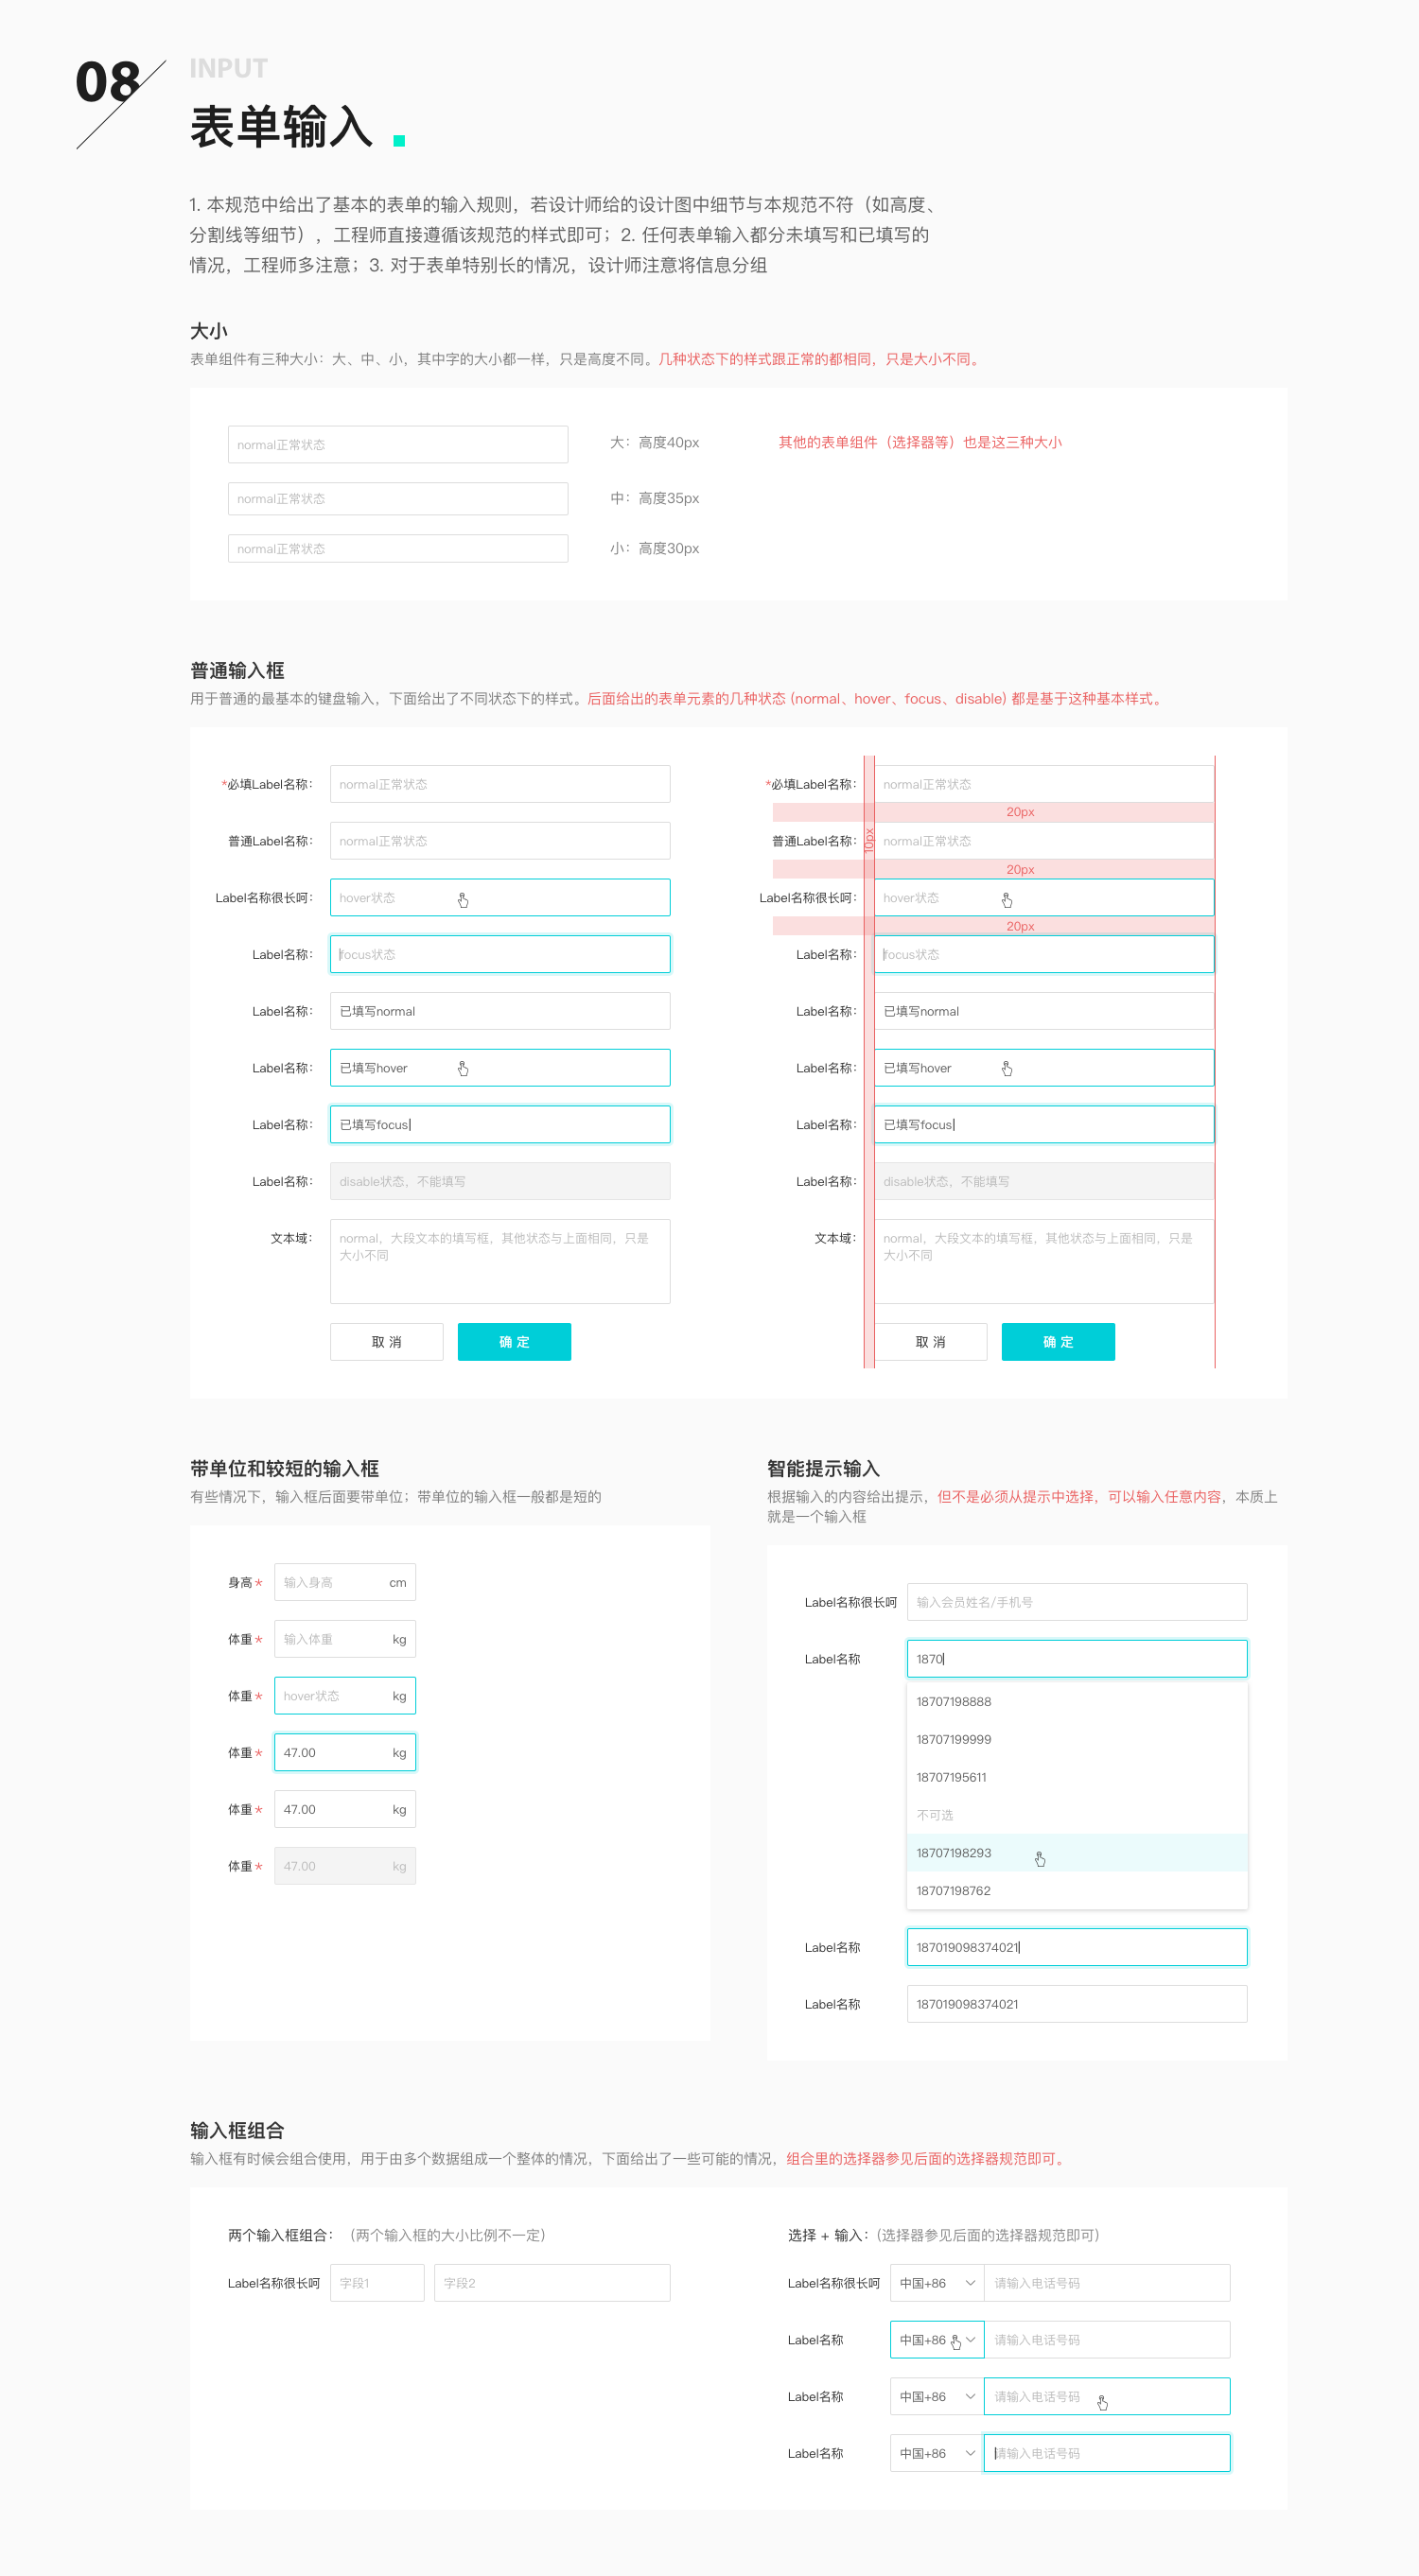 08
INPUT
表单输入
1. 本规范中给出了基本的表单的输入规则，若设计师给的设计图中细节与本规范不符（如高度、
分割线等细节），工程师直接遵循该规范的样式即可；2. 任何表单输入都分未填写和已填写的
情况，工程师多注意；3. 对于表单特别长的情况，设计师注意将信息分组
大小
表单组件有三种大小：大、中、小，其中字的大小都一样，只是高度不同。几种状态下的样式跟正常的都相同，只是大小不同。
normal正常状态
大：高度40px
其他的表单组件（选择器等）也是这三种大小
normal正常状态
中：高度35px
normal正常状态
小：高度30px
普通输入框
用于普通的最基本的键盘输入，下面给出了不同状态下的样式。后面给出的表单元素的几种状态 (normal、hover、focus、disable) 都是基于这种基本样式。
*必填Label名称：
normal正常状态
普通Label名称：
normal正常状态
Label名称很长呵：
hover状态
Label名称：
focus状态
Label名称：
已填写normal
Label名称：
已填写hover
Label名称：
已填写focus
Label名称：
disable状态，不能填写
文本域：
normal，大段文本的填写框，其他状态与上面相同，只是
大小不同
取 消
确 定
*必填Label名称：
normal正常状态
20px
10px
普通Label名称：
normal正常状态
20px
Label名称很长呵：
hover状态
20px
Label名称：
focus状态
Label名称：
已填写normal
Label名称：
已填写hover
Label名称：
已填写focus
Label名称：
disable状态，不能填写
文本域：
normal，大段文本的填写框，其他状态与上面相同，只是
大小不同
取 消
确 定
带单位和较短的输入框
有些情况下，输入框后面要带单位；带单位的输入框一般都是短的
身高*
输入身高
cm
体重*
输入体重
kg
体重*
hover状态
kg
体重*
47.00
kg
体重*
47.00
kg
体重*
47.00
kg
智能提示输入
根据输入的内容给出提示，但不是必须从提示中选择，可以输入任意内容，本质上
就是一个输入框
Label名称很长呵
输入会员姓名/手机号
Label名称
1870
18707198888
18707199999
18707195611
不可选
18707198293
18707198762
Label名称
187019098374021
Label名称
187019098374021
输入框组合
输入框有时候会组合使用，用于由多个数据组成一个整体的情况，下面给出了一些可能的情况，组合里的选择器参见后面的选择器规范即可。
两个输入框组合：（两个输入框的大小比例不一定）
Label名称很长呵
字段1
字段2
选择 + 输入：（选择器参见后面的选择器规范即可）
Label名称很长呵
中国+86
请输入电话号码
Label名称
中国+86
请输入电话号码
Label名称
中国+86
请输入电话号码
Label名称
中国+86
请输入电话号码